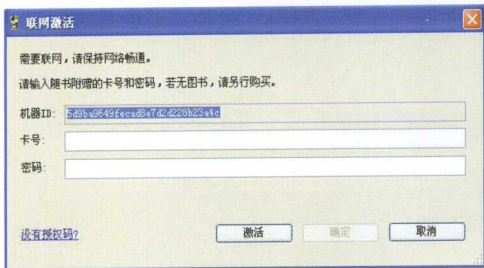 联网激活
需要联网,请保持网络畅通。
请输入随书附赠的卡号和密码,若无图书,请另行购买。
机器ID: 5d9ba9649fecad8e7d2d228b23a4c
卡号:
密码:
没有授权码? 激活 确定 取消